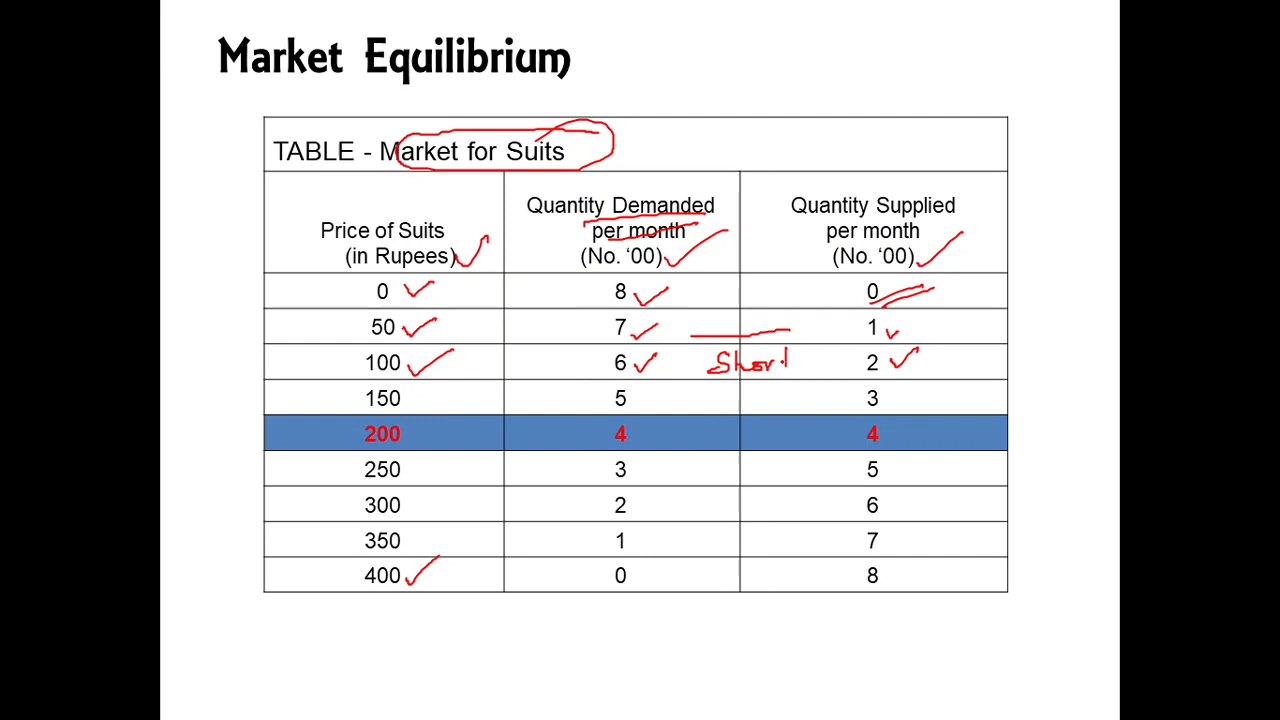 Market Equilibrium
TABLE - Market for Suits
Price of Suits
(in Rupees)
Quantity Demanded
per month
(No. ‘00)
Quantity Supplied
per month
(No. ‘00)
0 8 0
50 7 1
100 6 Short 2
150 5 3
200 4 4
250 3 5
300 2 6
350 1 7
400 0 8